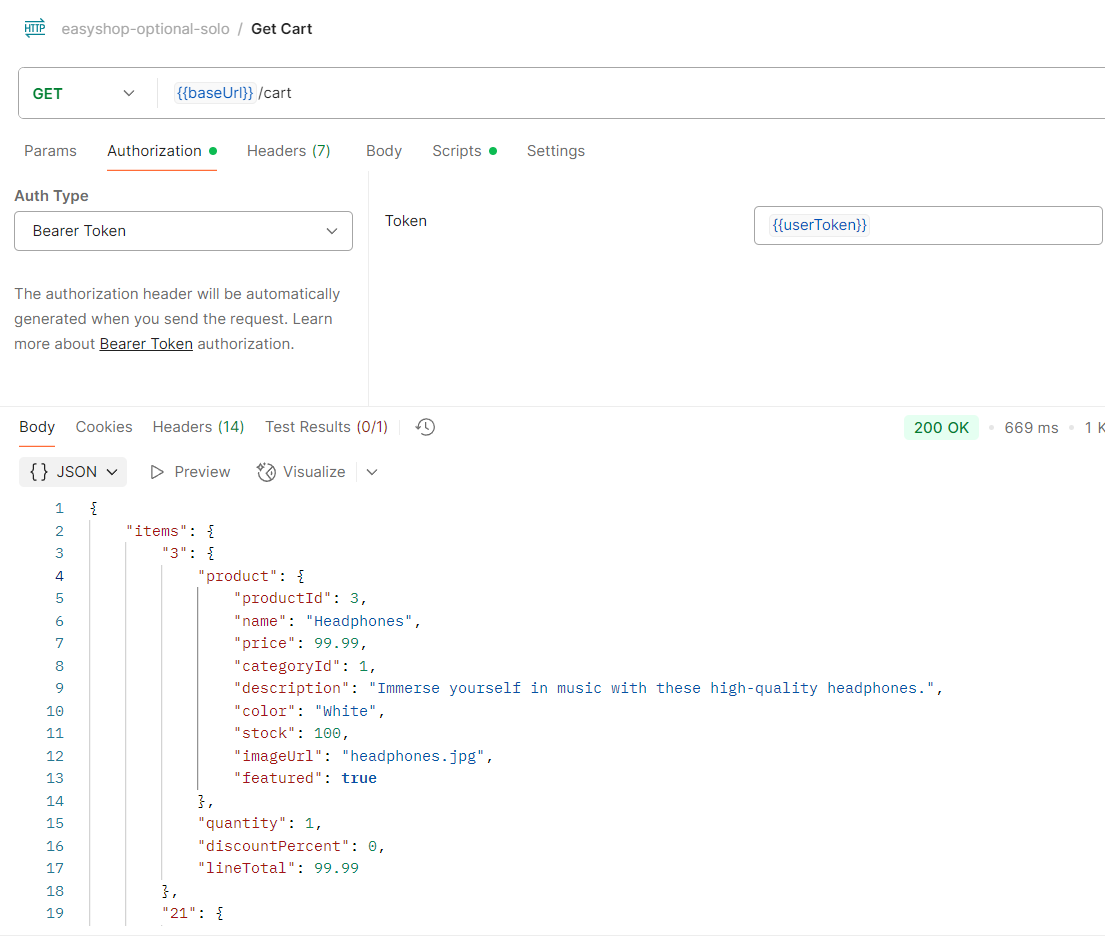 HTTP easyshop-optional-solo / Get Cart
GET {{baseUrl}} /cart
Params Authorization Headers (7) Body Scripts Settings
Auth Type
Bearer Token
Token {{userToken}}
The authorization header will be automatically
generated when you send the request. Learn
more about Bearer Token authorization.
Body Cookies Headers (14) Test Results (0/1) 200 OK • 669 ms • 1 K
{} JSON Preview Visualize
1 {
2 "items": {
3 "3": {
4 "product": {
5 "productId": 3,
6 "name": "Headphones",
7 "price": 99.99,
8 "categoryId": 1,
9 "description": "Immerse yourself in music with these high-quality headphones.",
10 "color": "White",
11 "stock": 100,
12 "imageUrl": "headphones.jpg",
13 "featured": true
14 },
15 "quantity": 1,
16 "discountPercent": 0,
17 "lineTotal": 99.99
18 },
19 "21": {